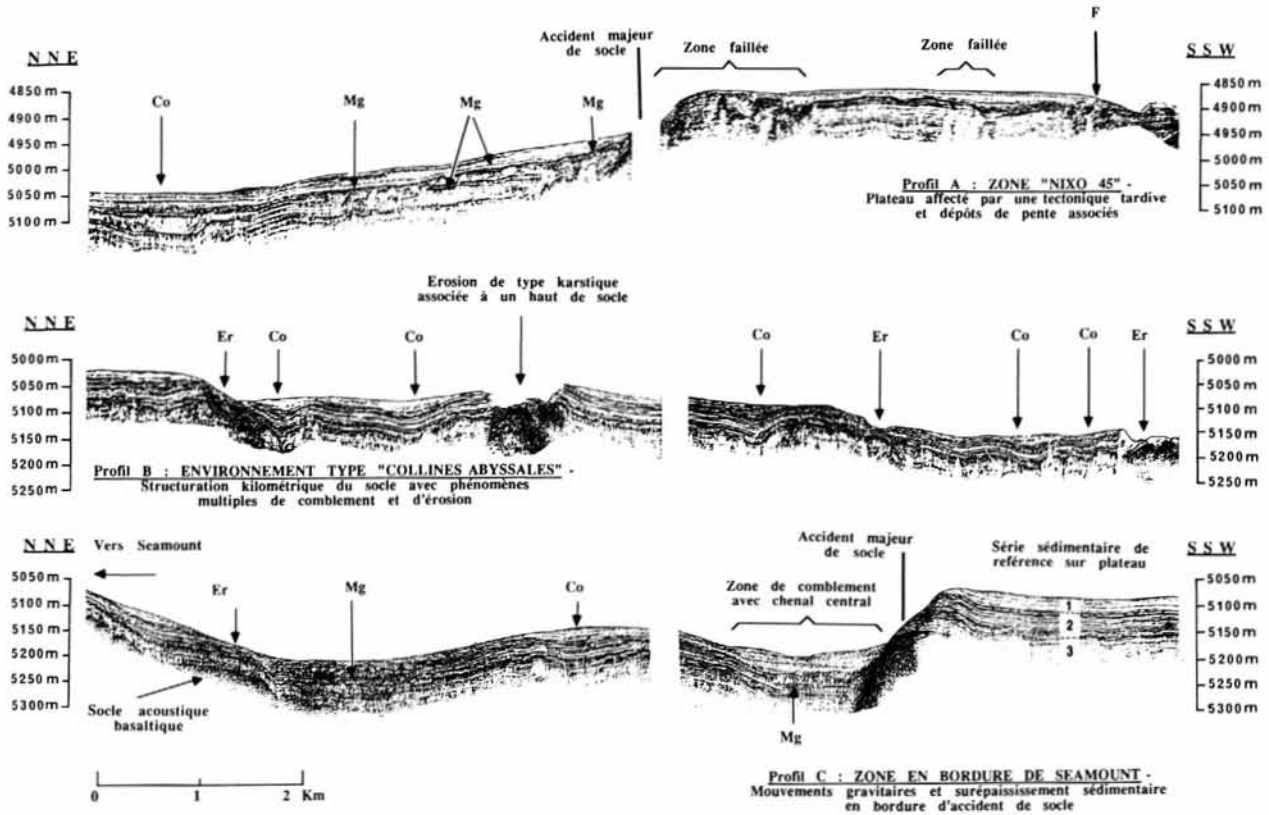 Accident majeur
de socle
Zone faillée
Zone faillée
F
N N E
S S W
Co
Mg
Mg
Mg
4850 m
4900 m
4950 m
5000 m
5050 m
5100 m
4850 m
4900 m
4950 m
5000 m
5050 m
5100 m
Profil A : ZONE "NIXO 45" -
Plateau affecté par une tectonique tardive
et dépôts de pente associés
Erosion de type karstique
associée à un haut de socle
N N E
S S W
Er
Co
Co
Co
Er
Co
Co
Er
5000 m
5050 m
5100 m
5150 m
5200 m
5250 m
5000 m
5050 m
5100 m
5150 m
5200 m
5250 m
Profil B : ENVIRONNEMENT TYPE "COLLINES ABYSSALES" -
Structuration kilométrique du socle avec phénomènes
multiples de comblement et d'érosion
N N E
Vers Seamount
Accident majeur
de socle
Série sédimentaire de
reférence sur plateau
S S W
Er
Mg
Co
Zone de comblement
avec chenal central
5050 m
5100 m
5150 m
5200 m
5250 m
5300 m
5050 m
5100 m
5150 m
5200 m
5250 m
5300 m
1
2
3
Socle acoustique
basaltique
Mg
0 1 2 Km
Profil C : ZONE EN BORDURE DE SEAMOUNT -
Mouvements gravitaires et surépaississement sédimentaire
en bordure d'accident de socle